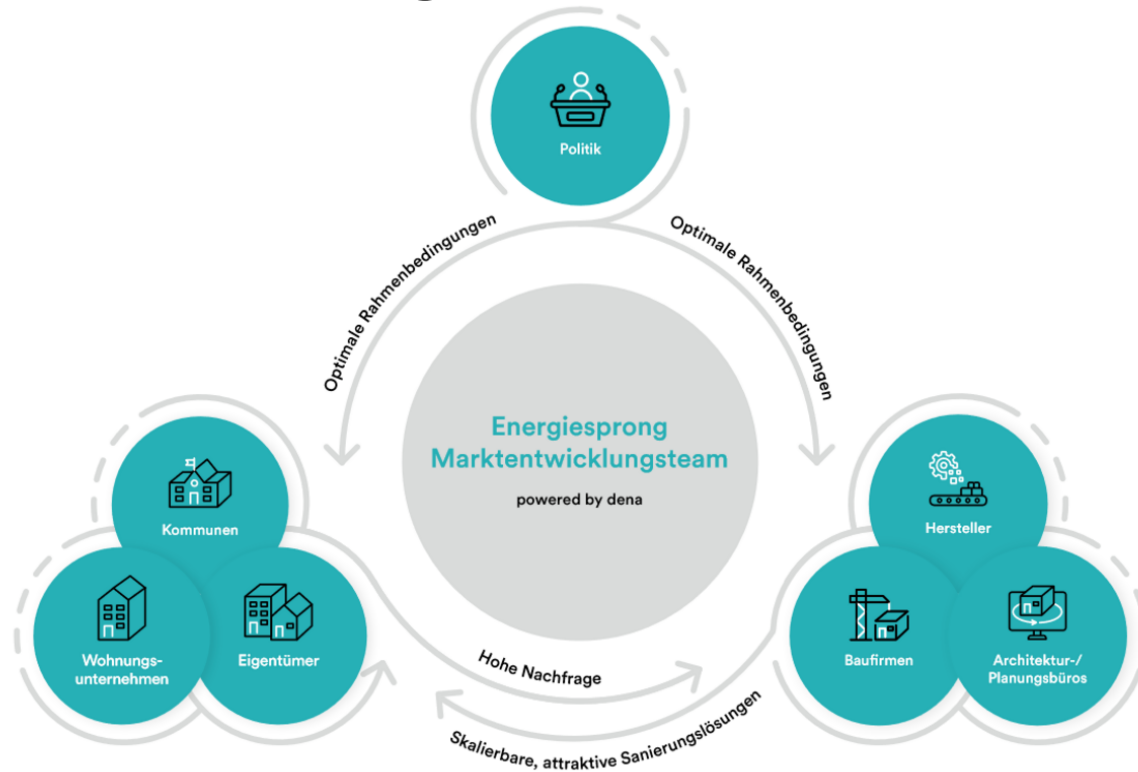 Politik
Optimale Rahmenbedingungen
Optimale Rahmenbedingungen
Energiesprong
Marktentwicklungsteam
powered by dena
Kommunen
Wohnungs-
unternehmen
Eigentümer
Hersteller
Baufirmen
Architektur-/
Planungsbüros
Hohe Nachfrage
Skalierbare, attraktive Sanierungslösungen